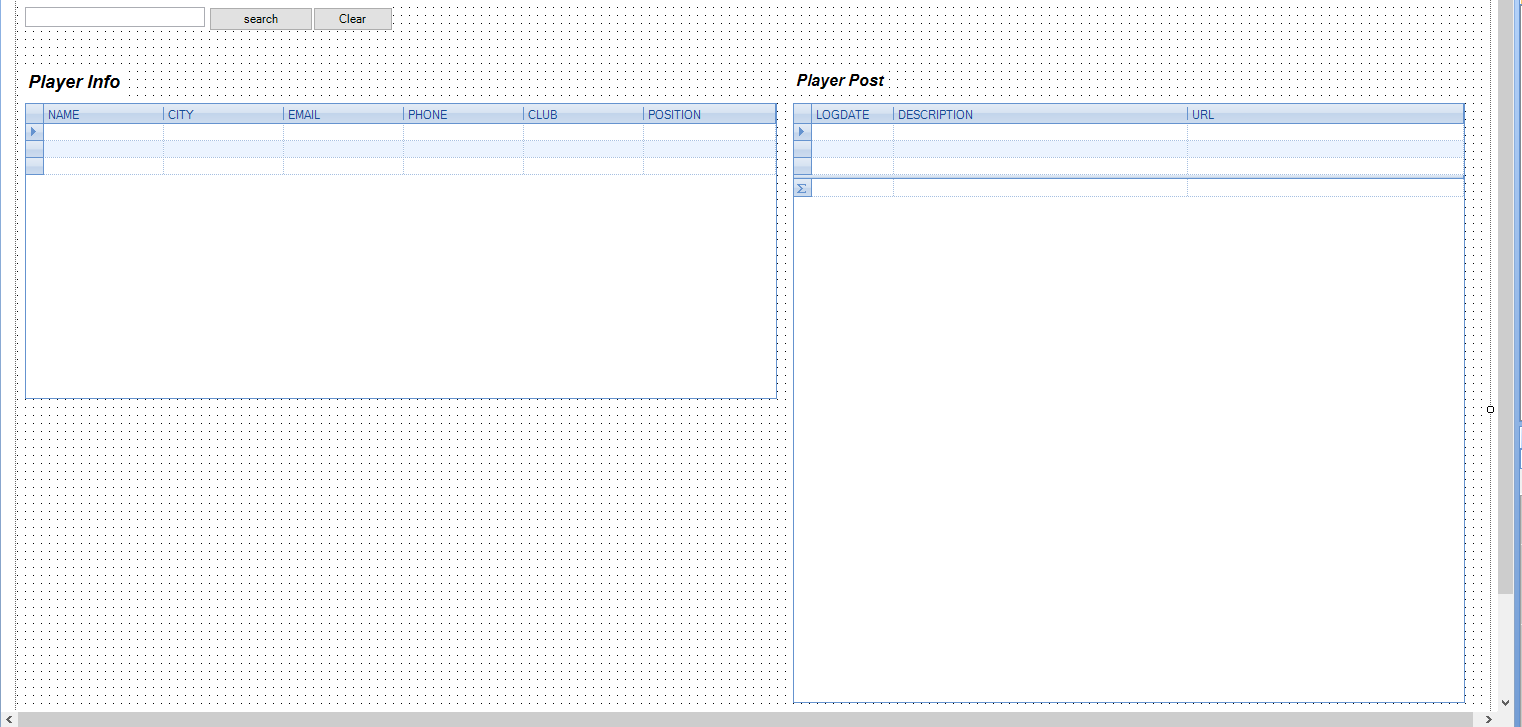 search Clear
Player Info
NAME CITY EMAIL PHONE CLUB POSITION
Player Post
LOGDATE DESCRIPTION URL
Σ